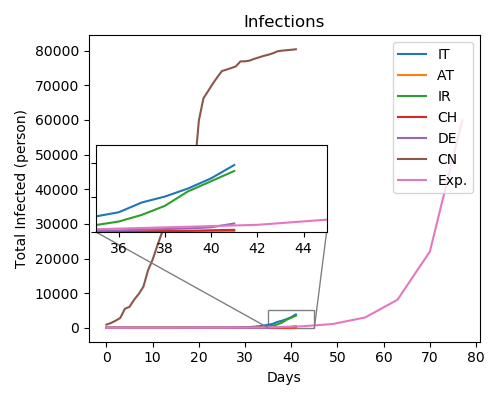 Infections
Total Infected (person)
80000
70000
60000
50000
40000
30000
20000
10000
0
IT
AT
IR
CH
DE
CN
Exp.
36 38 40 42 44
0 10 20 30 40 50 60 70 80
Days